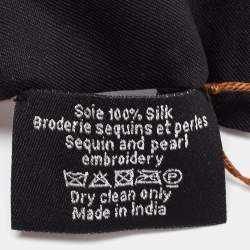 Soie 100% Silk
Broderie sequins et perles
Sequin and pearl
embroidery
Dry clean only
Made in India